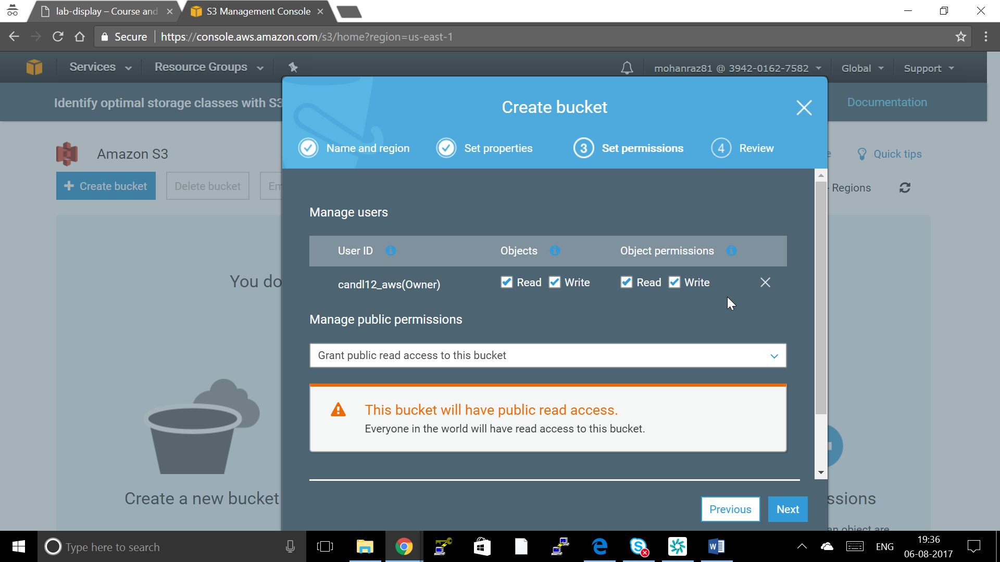 lab-display – Course and
S3 Management Console
Secure
https://console.aws.amazon.com/s3/home?region=us-east-1
Services
Resource Groups
mohanraz81 @ 3942-0162-7582
Global
Support
Identify optimal storage classes with S3
Documentation
Create bucket
Name and region
Set properties
3 Set permissions
4 Review
Amazon S3
Quick tips
Create bucket
Delete bucket
Em
Regions
Manage users
User ID
Objects
Object permissions
candl12_aws(Owner)
Read
Write
Read
Write
You do
Manage public permissions
Grant public read access to this bucket
This bucket will have public read access.
Everyone in the world will have read access to this bucket.
Create a new bucket
ssions
Previous
Next
an object are
Type here to search
ENG
19:36
06-08-2017